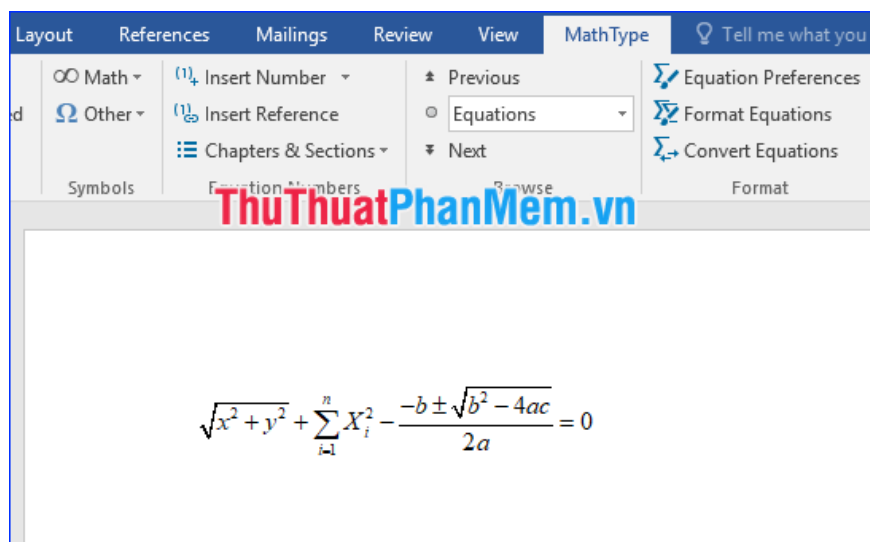 Layout References Mailings Review View MathType Tell me what you
∞ Math (1)+ Insert Number Previous Equation Preferences
d Ω Other (1) Insert Reference Equations Format Equations
Chapters & Sections Next Convert Equations
Symbols Equation Numbers Browse Format
ThuThuatPhanMem.vn
√(x² + y²) + ∑_{i=1}^{n} X_i² − (−b ± √(b² − 4ac))/(2a) = 0